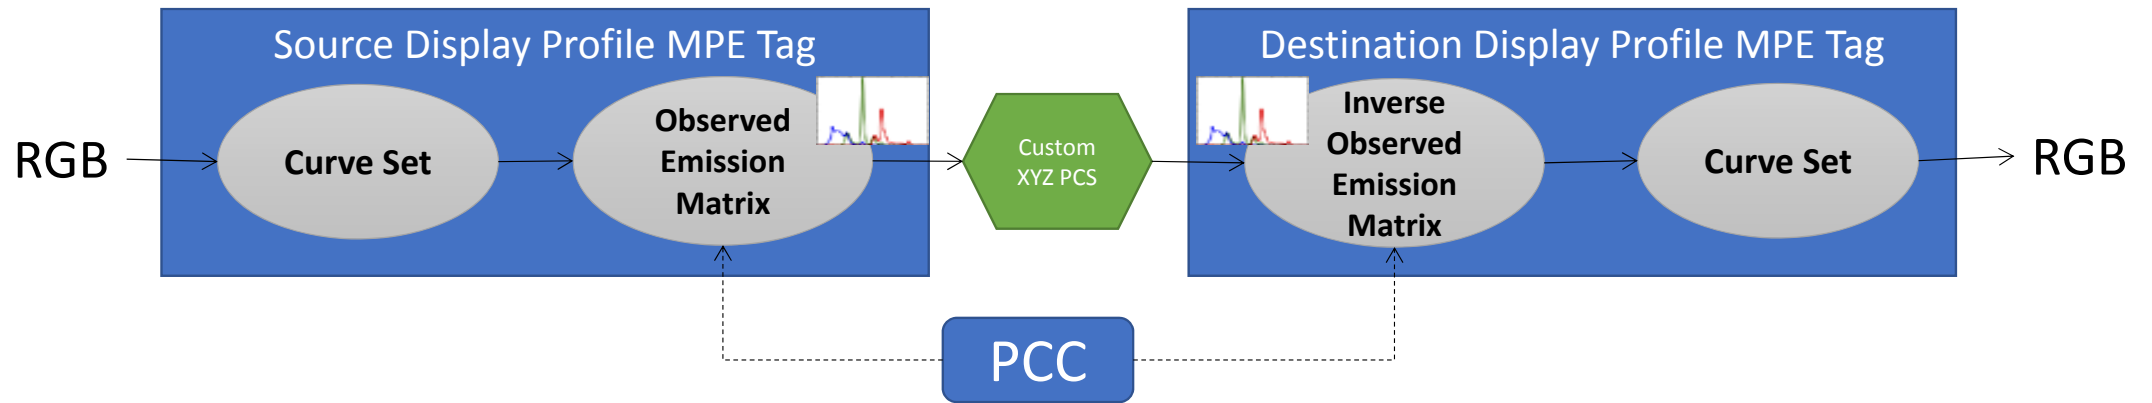 Source Display Profile MPE Tag
Destination Display Profile MPE Tag
RGB
Curve Set
Observed
Emission
Matrix
Custom
XYZ PCS
Inverse
Observed
Emission
Matrix
Curve Set
RGB
PCC